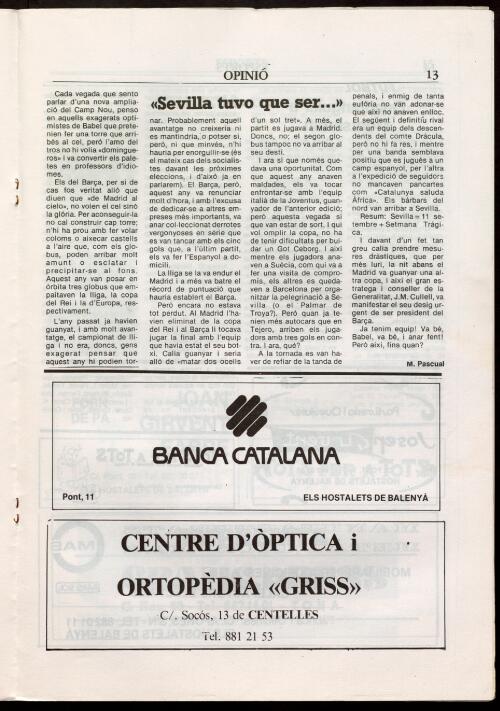 OPINIÓ
13
«Sevilla tuvo que ser...»
Cada vegada que sento
parlar d'una nova amplia-
ció del Camp Nou, penso
en aquells exagerats opti-
mistes de Babel que prete-
nien fer una torre que arri-
bés al cel, però l'amo del
tros no hi volia «domingue-
ros» i va convertir els pale-
tes en professors d'idio-
mes.
Els del Barça, per si de
cas fos veritat allò que
diuen que «de Madrid al
cielo», no volen el cel sinó
la glòria. Per aconseguir-la
no cal construir cap torre;
n'hi ha prou amb fer volar
coloms o aixecar castells
a l'aire que, com els glo-
bus, poden arribar molt
amunt o esclatar i
precipitar-se al fons.
Aquest any van posar en
òrbita tres globus que em-
paitaven la lliga, la copa
del Rei i la d'Europa, res-
pectivament.
L'any passat ja havien
guanyat, i amb molt avan-
tatge, el campionat de lli-
ga i no era, doncs, gens
exagerat pensar que
aquest any hi podien tor-
nar. Probablement aquell
avantatge no creixeria ni
es mantindria, o potser sí,
però, ni que minvés, n'hi
hauria per enorgullir-se (és
el mateix cas dels socialis-
tes davant les pròximes
eleccions, i d'això ja en
parlarem). El Barça, però,
aquest any va renunciar
molt d'hora, i amb l'excusa
de dedicar-se a altres em-
preses més importants, va
anar col·leccionant derrotes
vergonyoses en sèrie que
es van tancar amb els cinc
gols que, a l'últim partit,
els va fer l'Espanyol a do-
micili.
La lliga se la va endur el
Madrid i a més va batre el
rècord de puntuació que
hauria establert el Barça.
Però encara no estava
tot perdut. Al Madrid l'ha-
vien eliminat de la copa
del Rei i al Barça li tocava
jugar la final amb l'equip
que havia estat el seu bot-
xí. Calia guanyar i seria
allò de «matar dos ocells
d'un sol tret». A més, el
partit es jugava a Madrid.
Doncs, no; el segon glo-
bus tampoc no va arribar al
seu destí.
I ara sí que només que-
dava una oportunitat. Com
que aquest any anaven
maldades, els va tocar
enfrontar-se amb l'equip
italià de la Joventus, guan-
yador de l'anterior edició;
però aquesta vegada sí
que van estar de sort, i qui
vol omplir la copa, no ha
de tenir dificultats per bui-
dar un Got Ceborg. I així
mentre els jugadors ana-
ven a Suècia, com qui va a
fer una visita de compro-
mís, els altres es queda-
ven a Barcelona per orga-
nitzar la pelegrinació a Se-
villa (o el Palmar de
Troya?). Però quan ja te-
nien més autocars que en
Tejero, arriben els juga-
dors amb tres gols en con-
tra. I ara, què?
A la tornada es van ha-
ver de refiar de la tanda de
penals, i enmig de tanta
eufòria no van adonar-se
que així no anaven enlloc.
El següent i definitiu rival
era un equip dels descen-
dents del comte Dràcula,
però no hi fa res, i mentre
per una banda semblava
positiu que es jugués a un
camp espanyol, per l'altra
a l'expedició de seguidors
no mancaven pancartes
com «Catalunya saluda
Àfrica». Els bàrbars del
nord van arribar a Sevilla.
Resum: Sevilla = 11 se-
tembre + Setmana Tràgi-
ca.
I davant d'un fet tan
greu calia prendre mesu-
res dràstiques, que per
més luri, la nit abans el
Madrid va guanyar una al-
tra copa, i així el gran es-
tratega i conseller de la
Generalitat, J.M. Cullell, va
manifestar el seu desig ur-
gent de ser president del
Barça.
Ja tenim equip! Va bé,
Babel, va bé, i anar fent!
Però així, fins quan?
M. Pascual
BANCA CATALANA
Pont, 11
ELS HOSTALETS DE BALENYÀ
CENTRE D'ÒPTICA i
ORTOPÈDIA «GRISS»
C/. Socós, 13 de CENTELLES
Tel. 881 21 53